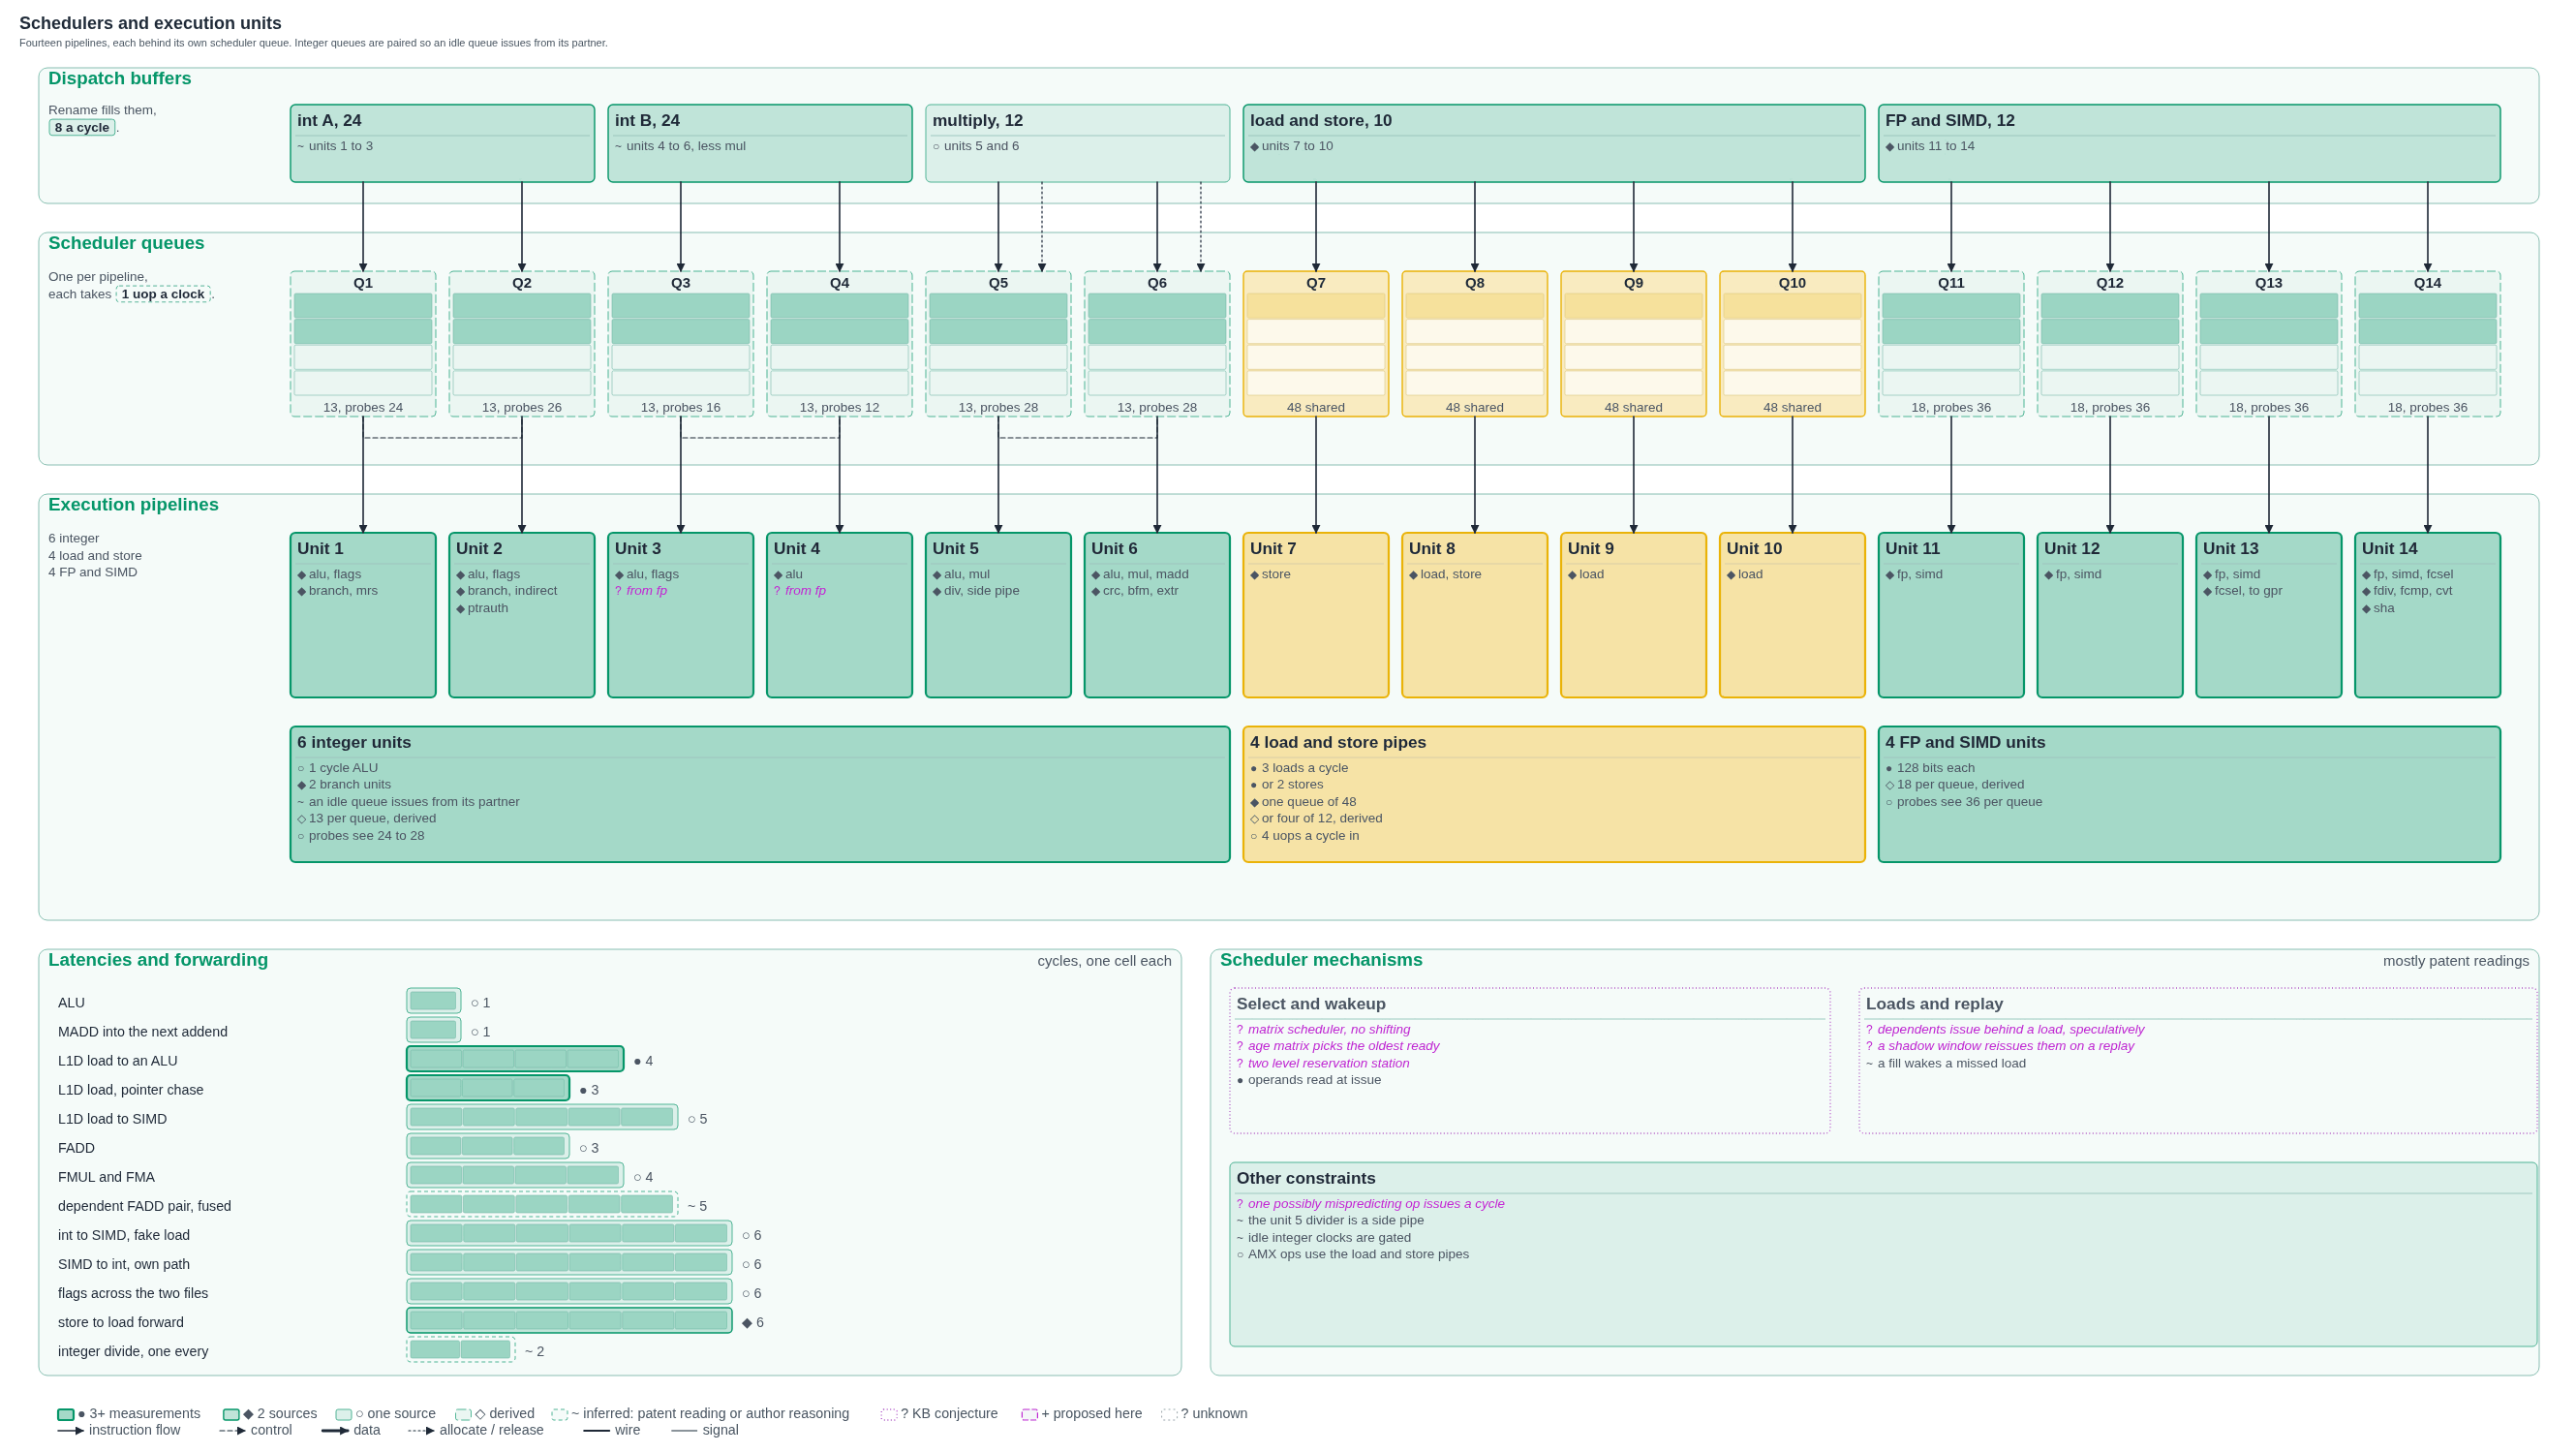 Schedulers and execution units
Fourteen pipelines, each behind its own scheduler queue. Integer queues are paired so an idle queue issues from its partner.
Dispatch buffers
Rename fills them,
8 a cycle.
int A, 24
~ units 1 to 3
int B, 24
~ units 4 to 6, less mul
multiply, 12
○ units 5 and 6
load and store, 10
◆ units 7 to 10
FP and SIMD, 12
◆ units 11 to 14
Scheduler queues
One per pipeline,
each takes 1 uop a clock.
Q1
13, probes 24
Q2
13, probes 26
Q3
13, probes 16
Q4
13, probes 12
Q5
13, probes 28
Q6
13, probes 28
Q7
48 shared
Q8
48 shared
Q9
48 shared
Q10
48 shared
Q11
18, probes 36
Q12
18, probes 36
Q13
18, probes 36
Q14
18, probes 36
Execution pipelines
6 integer
4 load and store
4 FP and SIMD
Unit 1
◆ alu, flags
◆ branch, mrs
Unit 2
◆ alu, flags
◆ branch, indirect
◆ ptrauth
Unit 3
◆ alu, flags
? from fp
Unit 4
◆ alu
? from fp
Unit 5
◆ alu, mul
◆ div, side pipe
Unit 6
◆ alu, mul, madd
◆ crc, bfm, extr
Unit 7
◆ store
Unit 8
◆ load, store
Unit 9
◆ load
Unit 10
◆ load
Unit 11
◆ fp, simd
Unit 12
◆ fp, simd
Unit 13
◆ fp, simd
◆ fcsel, to gpr
Unit 14
◆ fp, simd, fcsel
◆ fdiv, fcmp, cvt
◆ sha
6 integer units
○ 1 cycle ALU
◆ 2 branch units
~ an idle queue issues from its partner
◇ 13 per queue, derived
○ probes see 24 to 28
4 load and store pipes
● 3 loads a cycle
● or 2 stores
◆ one queue of 48
◇ or four of 12, derived
○ 4 uops a cycle in
4 FP and SIMD units
● 128 bits each
◇ 18 per queue, derived
○ probes see 36 per queue
Latencies and forwarding
cycles, one cell each
ALU ○ 1
MADD into the next addend ○ 1
L1D load to an ALU ● 4
L1D load, pointer chase ● 3
L1D load to SIMD ○ 5
FADD ○ 3
FMUL and FMA ○ 4
dependent FADD pair, fused ~ 5
int to SIMD, fake load ○ 6
SIMD to int, own path ○ 6
flags across the two files ○ 6
store to load forward ◆ 6
integer divide, one every ~ 2
Scheduler mechanisms
mostly patent readings
Select and wakeup
? matrix scheduler, no shifting
? age matrix picks the oldest ready
? two level reservation station
● operands read at issue
Loads and replay
? dependents issue behind a load, speculatively
? a shadow window reissues them on a replay
~ a fill wakes a missed load
Other constraints
? one possibly mispredicting op issues a cycle
~ the unit 5 divider is a side pipe
~ idle integer clocks are gated
○ AMX ops use the load and store pipes
● 3+ measurements ◆ 2 sources ○ one source ◇ derived ~ inferred: patent reading or author reasoning ? KB conjecture + proposed here ? unknown
instruction flow control data allocate / release wire signal